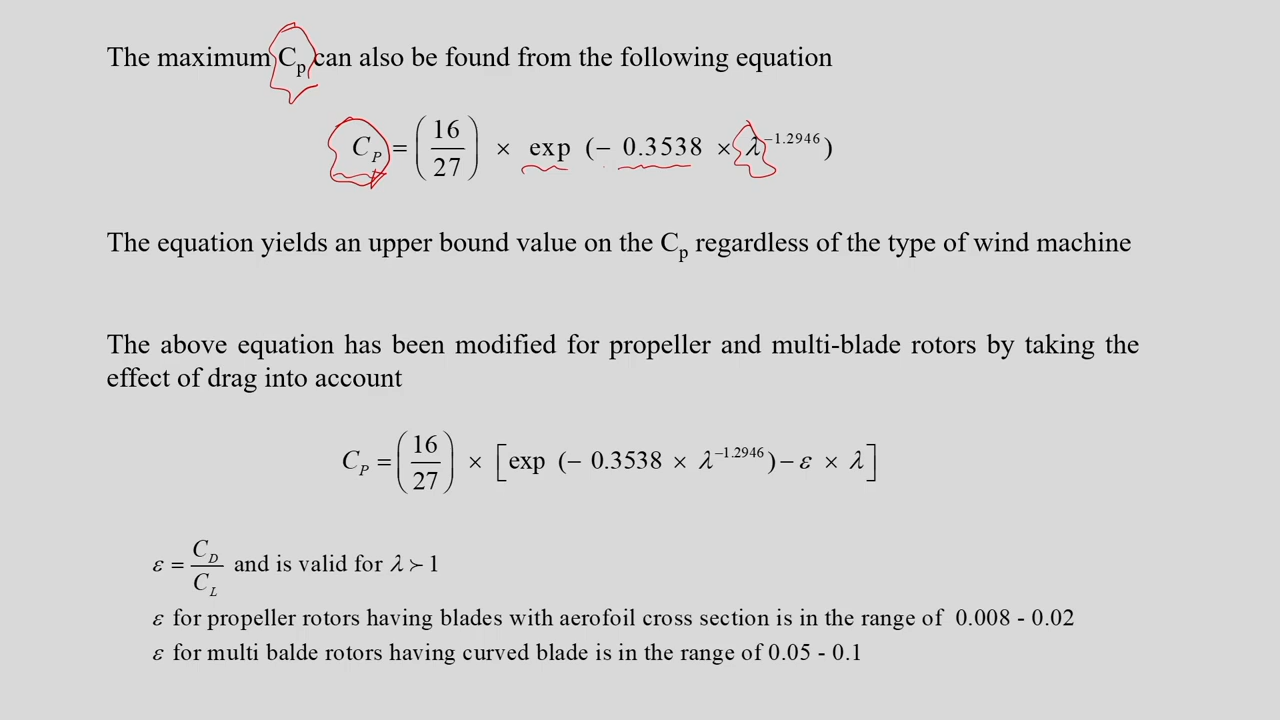 The maximum Cₚ can also be found from the following equation
C_P = (16/27) × exp (− 0.3538 × λ^−1.2946)
The equation yields an upper bound value on the Cₚ regardless of the type of wind machine
The above equation has been modified for propeller and multi-blade rotors by taking the
effect of drag into account
C_P = (16/27) × [exp (− 0.3538 × λ^−1.2946) − ε × λ]
ε = C_D/C_L and is valid for λ ≻ 1
ε for propeller rotors having blades with aerofoil cross section is in the range of 0.008 - 0.02
ε for multi balde rotors having curved blade is in the range of 0.05 - 0.1